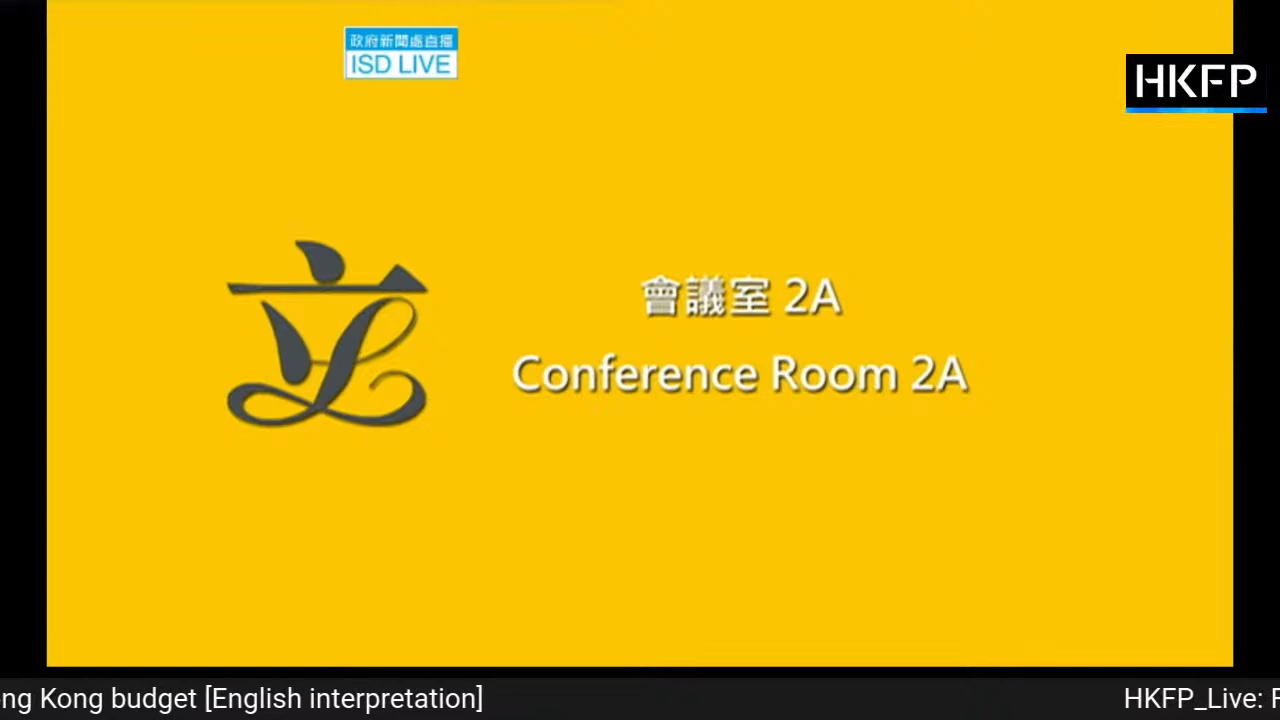 政府新聞處直播
ISD LIVE
HKFP
會議室 2A
Conference Room 2A
ng Kong budget [English interpretation]
HKFP_Live: